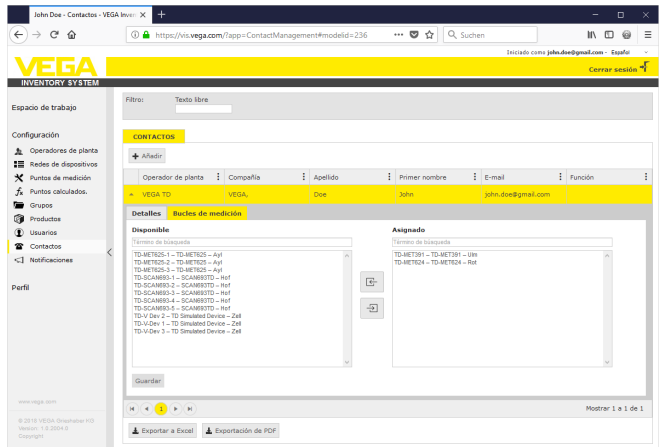 John Doe - Contactos - VEGA Inven
https://vis.vega.com/?app=ContactManagement&modelid=236
Suchen
Iniciado como john.doe@gmail.com - Español
VEGA
INVENTORY SYSTEM
Cerrar sesión
Espacio de trabajo
Configuración
Operadores de planta
Redes de dispositivos
Puntos de medición
Puntos calculados.
Grupos
Productos
Usuarios
Contactos
Notificaciones
Perfil
www.vega.com
VEGA Grieshaber KG
Copyright
Filtro: Texto libre
CONTACTOS
Añadir
Operador de planta Compañía Apellido Primer nombre E-mail Función
VEGA TD VEGA, Doe John john.doe@gmail.com
Detalles Bucles de medición
Disponible
Término de búsqueda
TD-MET625-1 – TD-MET625 – Ayl
TD-MET625-2 – TD-MET625 – Ayl
TD-MET625-3 – TD-MET625 – Ayl
TD-SCAN693-1 – SCAN693TD – Hof
TD-SCAN693-2 – SCAN693TD – Hof
TD-SCAN693-3 – SCAN693TD – Hof
TD-SCAN693-4 – SCAN693TD – Hof
TD-SCAN693-5 – SCAN693TD – Hof
TD-V Dev 2 – TD Simulated Device – Zell
TD-V-Dev 1 – TD Simulated Device – Zell
TD-V-Dev 3 – TD Simulated Device – Zell
Asignado
Término de búsqueda
TD-MET391 – TD-MET391 – Ulm
TD-MET624 – TD-MET624 – Rot
Guardar
1
Mostrar 1 a 1 de 1
Exportar a Excel Exportación de PDF